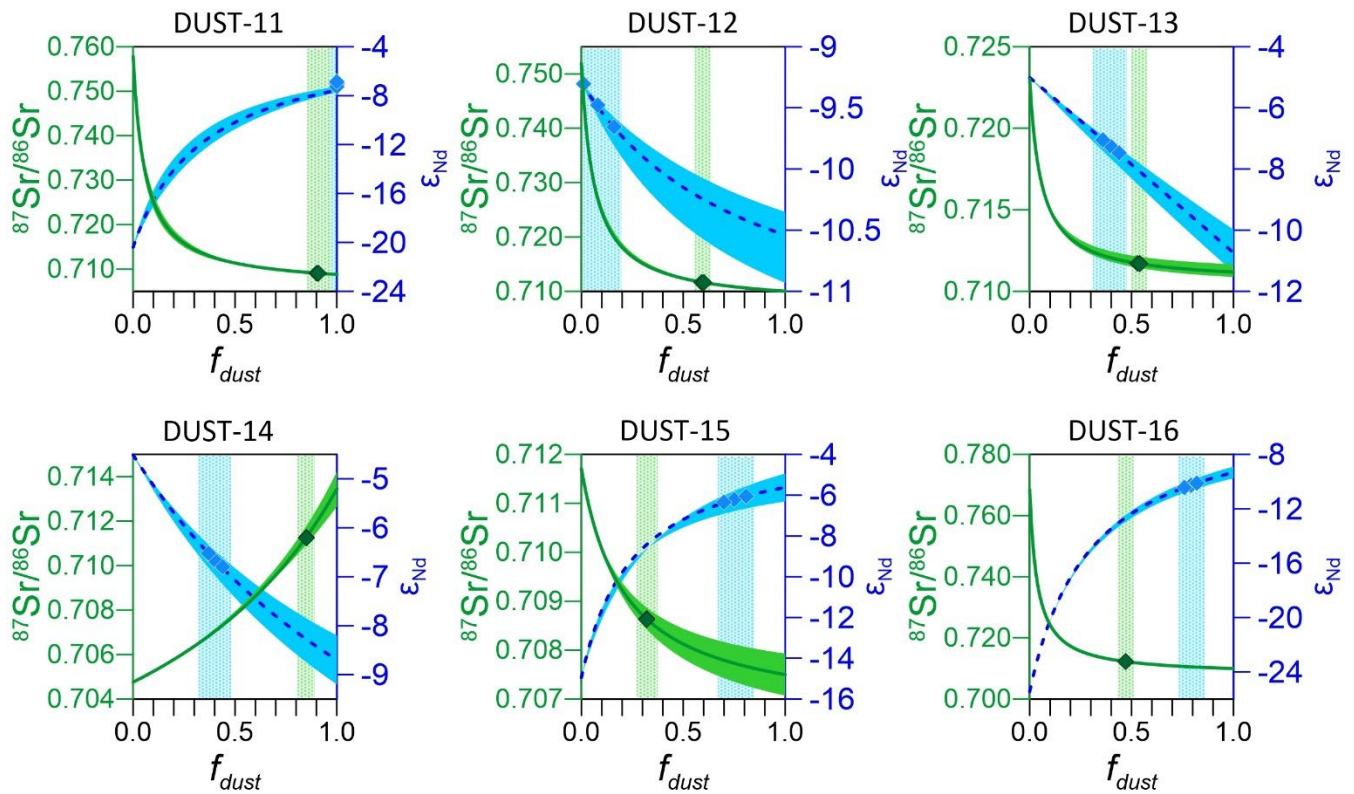 DUST-11
0.760
0.750
0.740
0.730
0.720
0.710
87Sr/86Sr
-4
-8
-12
-16
-20
-24
εNd
0.0 0.5 1.0
fdust
DUST-12
0.750
0.740
0.730
0.720
0.710
87Sr/86Sr
-9
-9.5
-10
-10.5
-11
εNd
0.0 0.5 1.0
fdust
DUST-13
0.725
0.720
0.715
0.710
87Sr/86Sr
-4
-6
-8
-10
-12
εNd
0.0 0.5 1.0
fdust
DUST-14
0.714
0.712
0.710
0.708
0.706
0.704
87Sr/86Sr
-5
-6
-7
-8
-9
εNd
0.0 0.5 1.0
fdust
DUST-15
0.712
0.711
0.710
0.709
0.708
0.707
87Sr/86Sr
-4
-6
-8
-10
-12
-14
-16
εNd
0.0 0.5 1.0
fdust
DUST-16
0.780
0.760
0.740
0.720
0.700
87Sr/86Sr
-8
-12
-16
-20
-24
εNd
0.0 0.5 1.0
fdust